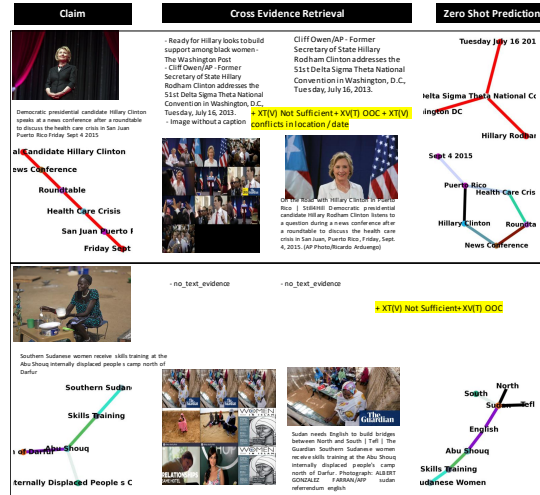 Claim
Cross Evidence Retrieval
Zero Shot Prediction
- Ready for Hillary looks to build
support among black women -
The Washington Post
- Cliff Owen/AP - Former
Secretary of State Hillary
Rodham Clinton addresses the
51st Delta Sigma Theta National
Convention in Washington, D.C.,
Tuesday, July 16, 2013.
- Image without a caption
Cliff Owen/AP - Former
Secretary of State Hillary
Rodham Clinton addresses the
51st Delta Sigma Theta National
Convention in Washington, D.C.,
Tuesday, July 16, 2013.
+ XT(V) Not Sufficient+ XV(T) OOC + XT(V)
conflicts in location / date
Tuesday July 16 201
elta Sigma Theta National Co
ington DC
Hillary Rodhar
Democratic presidential candidate Hillary Clinton
speaks at a news conference after a roundtable
to discuss the health care crisis in San Juan
Puerto Rico Friday Sept 4 2015
al Candidate Hillary Clinton
ews Conference
Roundtable
Health Care Crisis
San Juan Puerto R
Friday Sept
On the Road with Hillary Clinton in Puerto
Rico | Still4Hill Democratic presidential
candidate Hillary Rodham Clinton listens to
a question during a news conference after
a roundtable to discuss the health care
crisis in San Juan, Puerto Rico, Friday, Sept.
4, 2015. (AP Photo/Ricardo Arduengo)
Sept 4 2015
Puerto Rico
Health Care Cris
Hillary Clinton
Roundta
News Conference
- no_text_evidence
- no_text_evidence
+ XT(V) Not Sufficient+XV(T) OOC
Southern Sudanese women receive skills training at the
Abu Shouq internally displaced people s camp north of
Darfur
Southern Sudan
Skills Training
Abu Shouq
n of Darfur
ternally Displaced People s C
WOMEN
WOMEN
RELATIONSHIPS
The
Guardian
Sudan needs English to build bridges
between North and South | Tefl | The
Guardian Southern Sudanese women
receive skills training at the Abu Shouq
internally displaced people's camp
north of Darfur. Photograph: ALBERT
GONZALEZ FARRAN/AFP sudan
referendum english
North
South
Sudan
Tefl
English
Abu Shouq
Skills Training
udanese Women